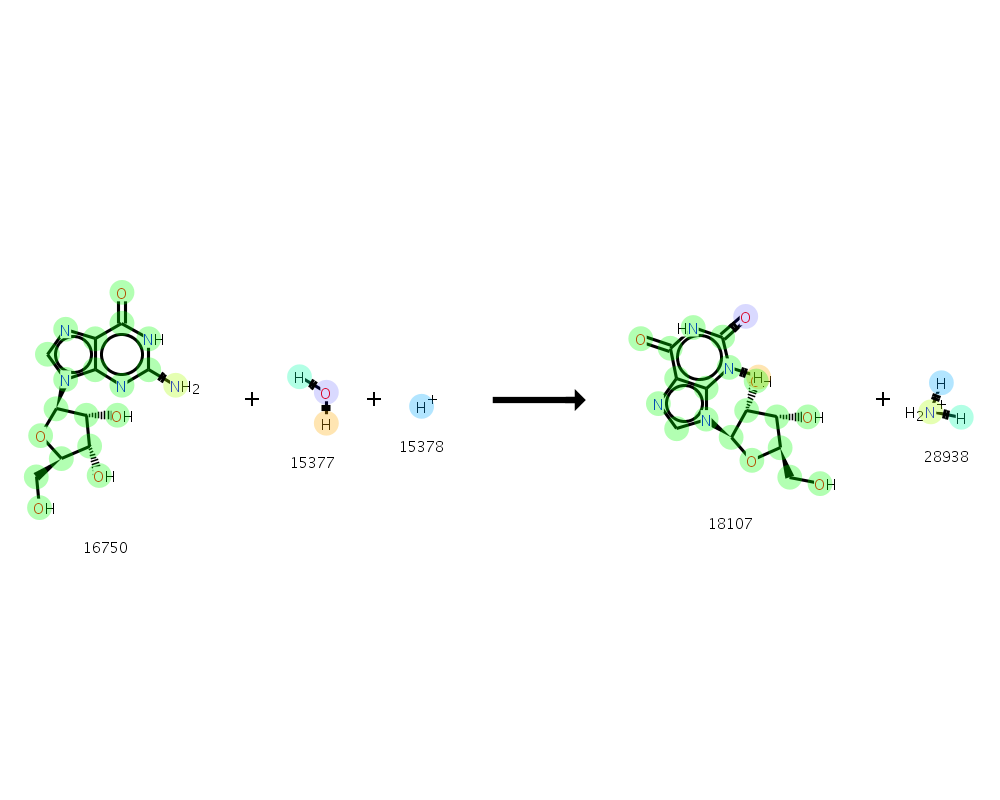 O
N
NH
N
N
NH2
O
OH
OH
OH
16750
+
H
O
H
15377
+
H+
15378
O
HN
O
N
H
OH
N
N
OH
O
OH
18107
+
H
H2N+
H
28938